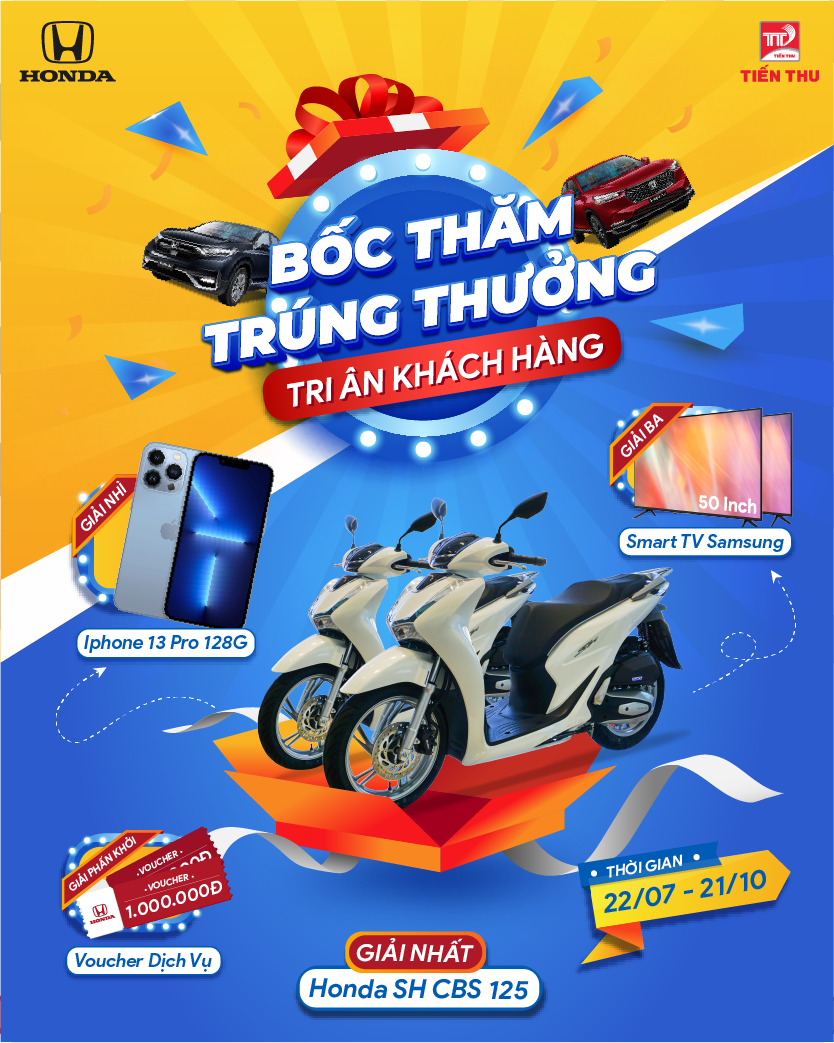 HONDA
TIẾN THU
TIẾN THU
BỐC THĂM
TRÚNG THƯỞNG
TRI ÂN KHÁCH HÀNG
GIẢI NHÌ
Iphone 13 Pro 128G
GIẢI BA
50 Inch
Smart TV Samsung
GIẢI PHẤN KHỞI
VOUCHER
VOUCHER
1.000.000Đ
HONDA
Voucher Dịch Vụ
THỜI GIAN
22/07 - 21/10
GIẢI NHẤT
Honda SH CBS 125